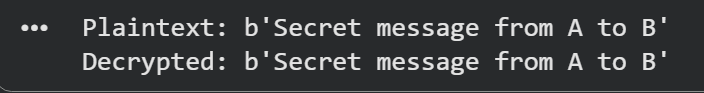 Plaintext: b'Secret message from A to B'
Decrypted: b'Secret message from A to B'